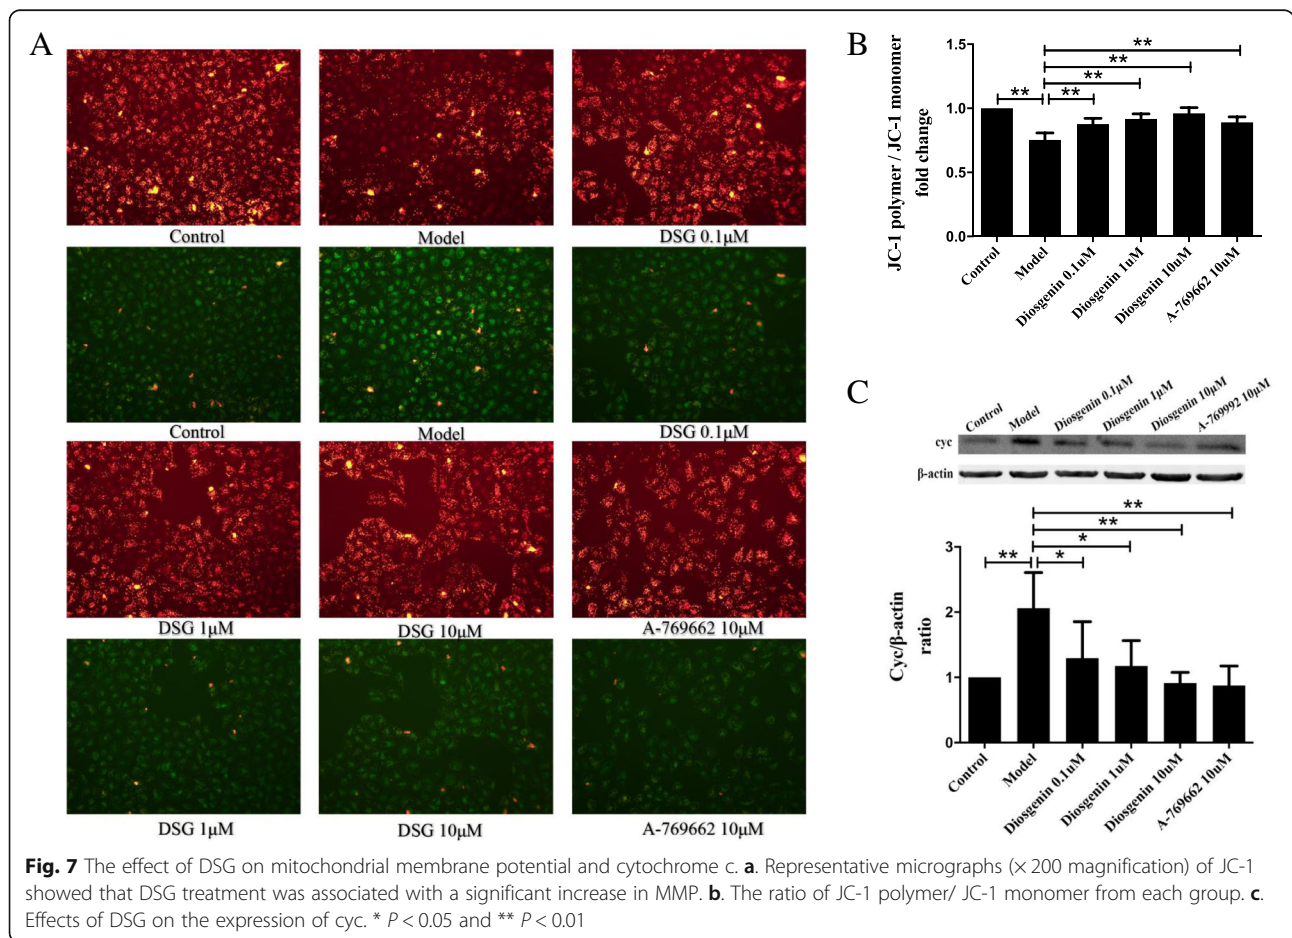 A
Control Model DSG 0.1μM
Control Model DSG 0.1μM
DSG 1μM DSG 10μM A-769662 10μM
DSG 1μM DSG 10μM A-769662 10μM
B
JC-1 polymer / JC-1 monomer
fold change
1.5
1.0
0.5
0.0
** ** ** ** **
Control
Model
Diosgenin 0.1uM
Diosgenin 1uM
Diosgenin 10uM
A-769662 10uM
C
Control
Model
Diosgenin 0.1μM
Diosgenin 1μM
Diosgenin 10μM
A-769992 10μM
cyc
β-actin
Cyc/β-actin
ratio
3
2
1
0
** * * ** **
Control
Model
Diosgenin 0.1uM
Diosgenin 1uM
Diosgenin 10uM
A-769662 10uM
Fig. 7 The effect of DSG on mitochondrial membrane potential and cytochrome c. a. Representative micrographs (× 200 magnification) of JC-1
showed that DSG treatment was associated with a significant increase in MMP. b. The ratio of JC-1 polymer/ JC-1 monomer from each group. c.
Effects of DSG on the expression of cyc. * P < 0.05 and ** P < 0.01